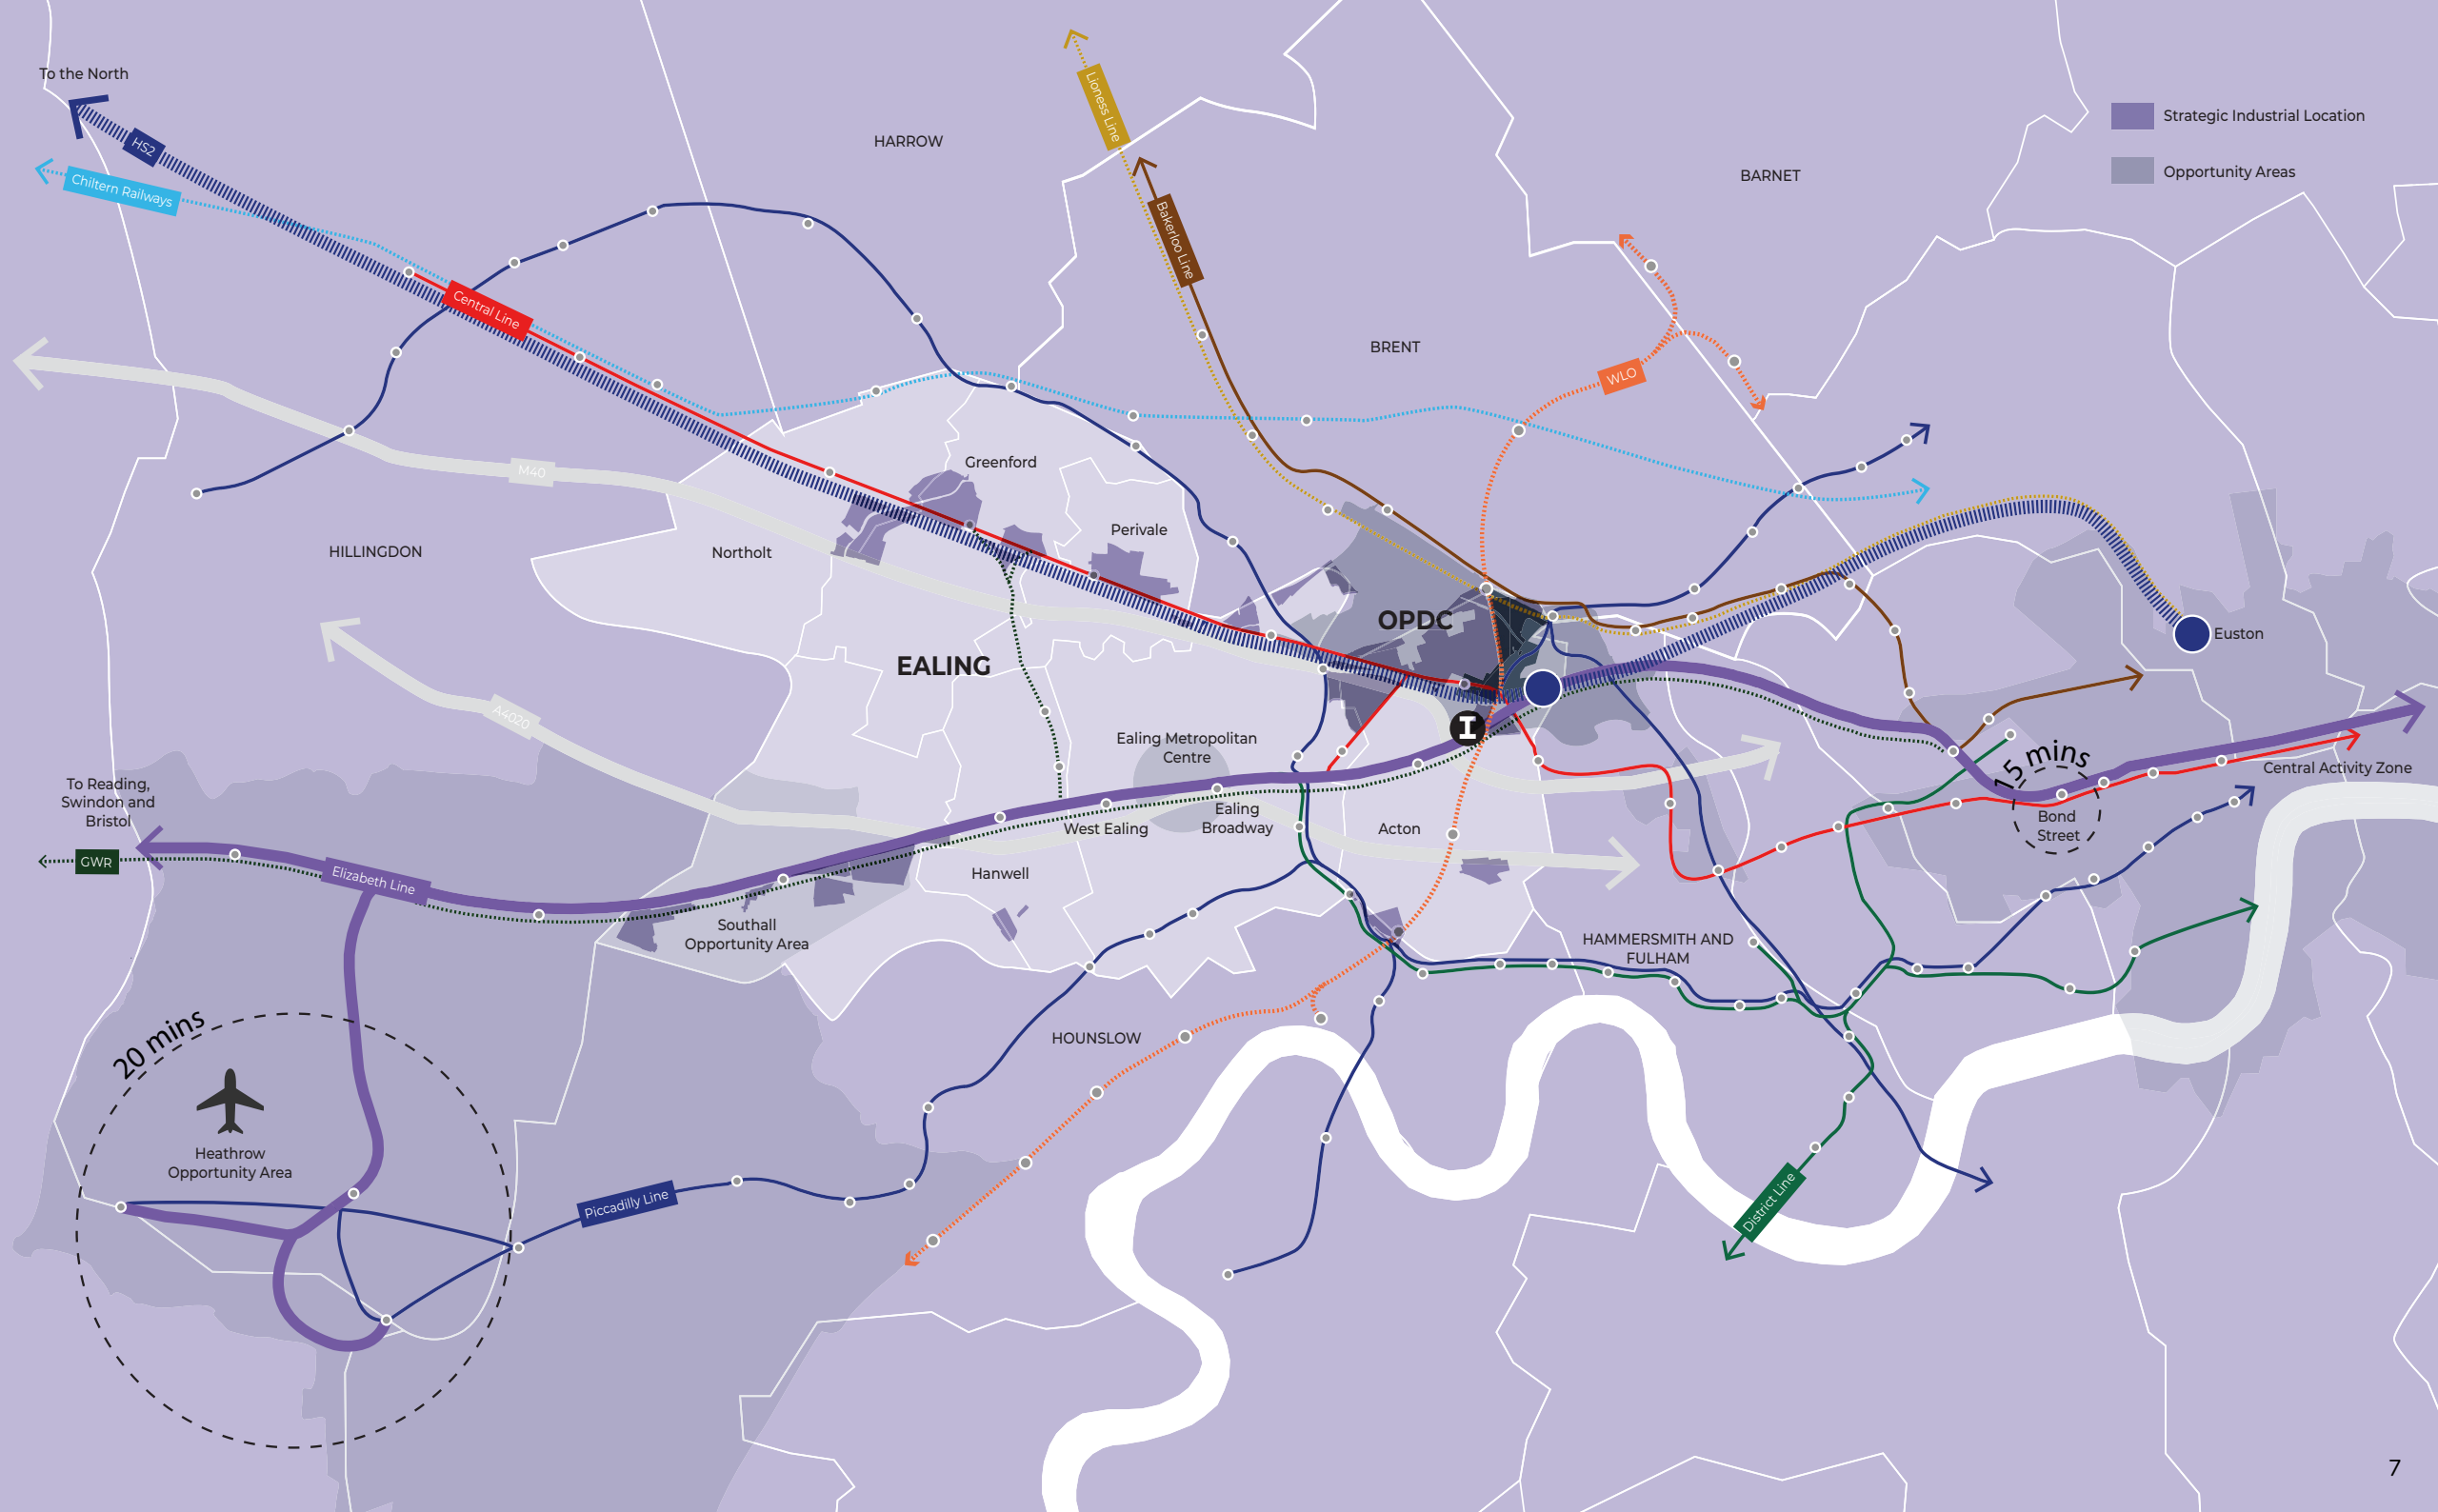 To the North
HS2
Chiltern Railways
Central Line
HARROW
Lioness Line
Bakerloo Line
BARNET
Strategic Industrial Location
Opportunity Areas
BRENT
WLO
M40
Greenford
Perivale
HILLINGDON
Northolt
OPDC
EALING
Euston
A4020
I
Ealing Metropolitan
Centre
15 mins
Central Activity Zone
To Reading,
Swindon and
Bristol
GWR
Elizabeth Line
West Ealing
Ealing
Broadway
Acton
Bond
Street
Hanwell
Southall
Opportunity Area
HAMMERSMITH AND
FULHAM
HOUNSLOW
20 mins
Heathrow
Opportunity Area
Piccadilly Line
District Line
7